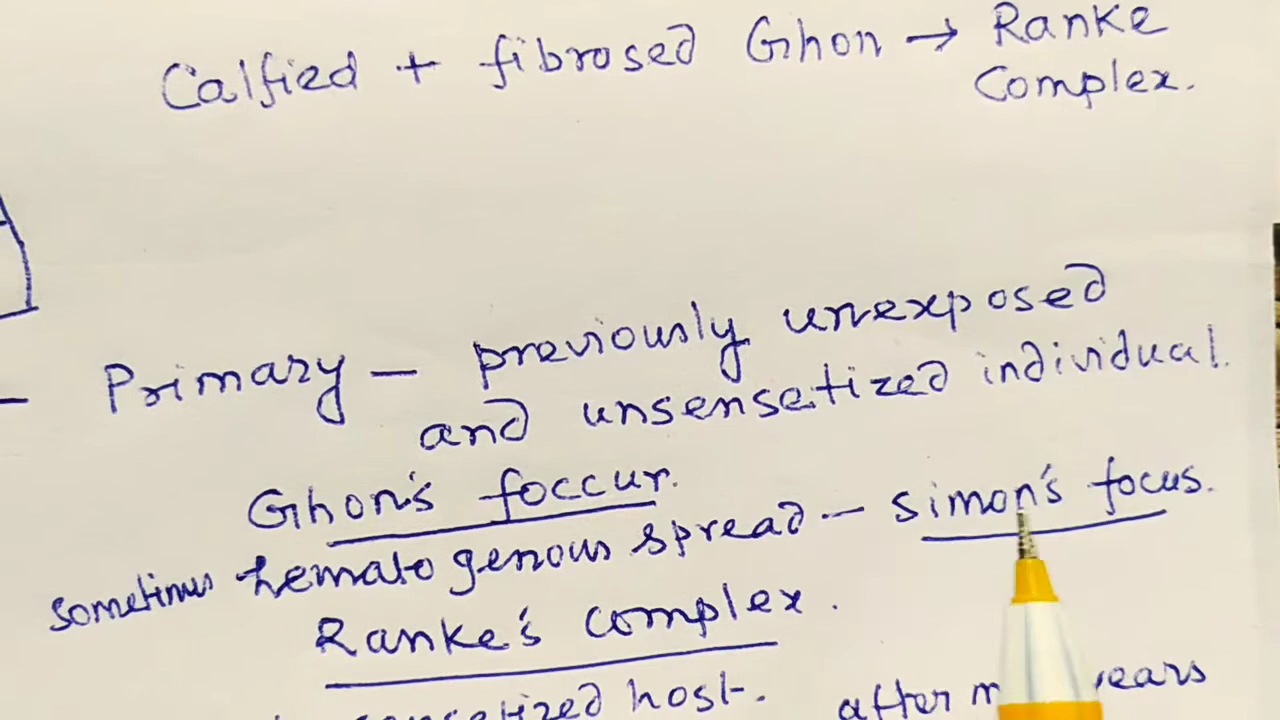 Calfied + fibrosed Ghon → Ranke
Complex.
Primary — previously unexposed
and unsensetized individual.
Ghon's foccur.
sometimes hematogenous spread — simon's focus.
Ranke's complex.
host. after years